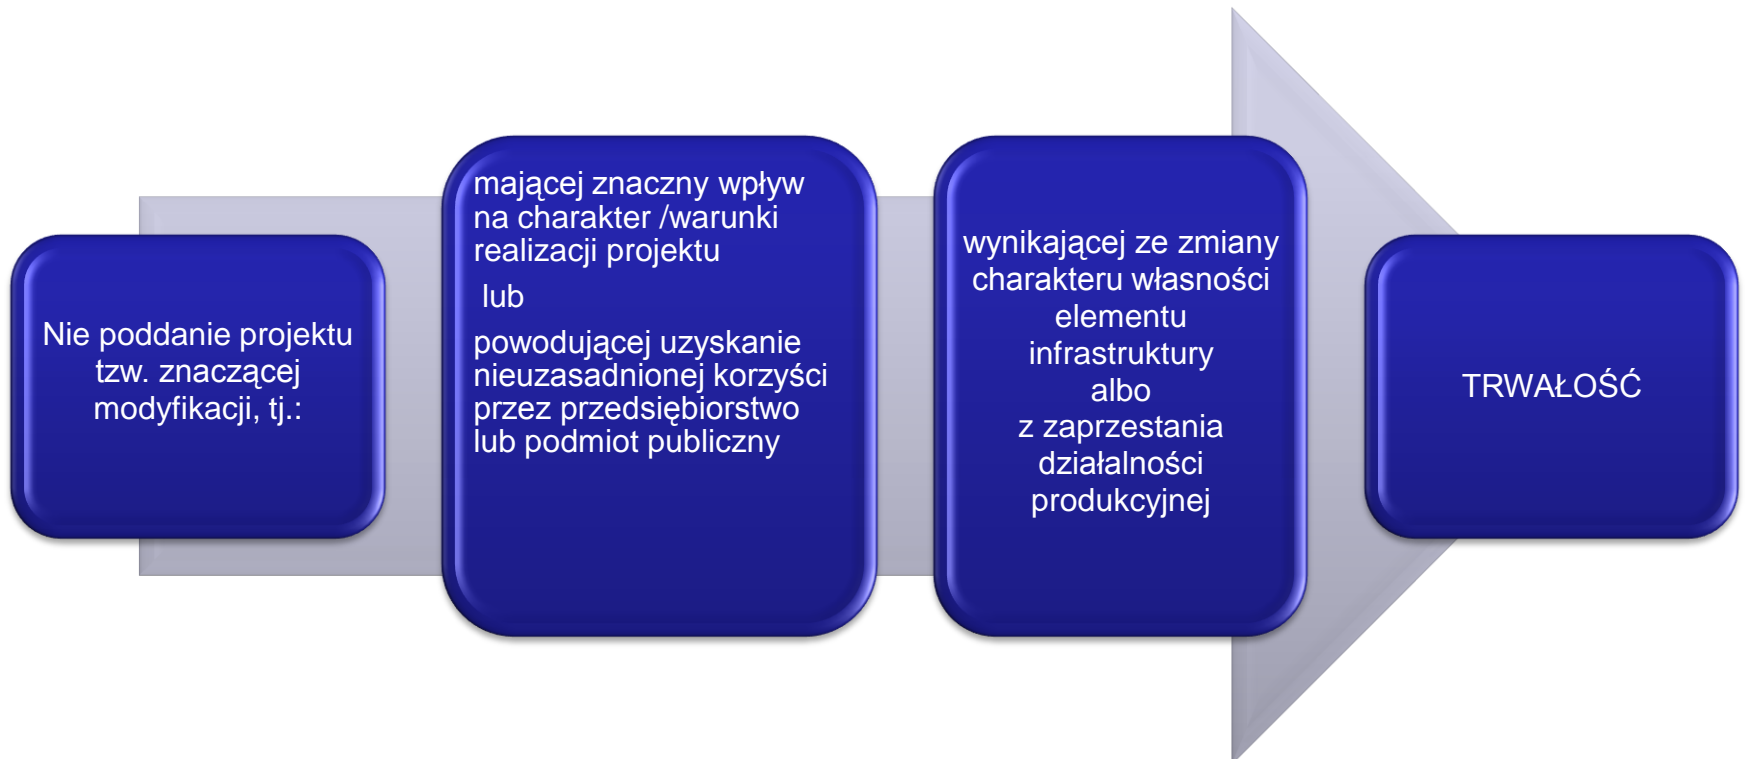 Nie poddanie projektu
tzw. znaczącej
modyfikacji, tj.:
mającej znaczny wpływ
na charakter /warunki
realizacji projektu
lub
powodującej uzyskanie
nieuzasadnionej korzyści
przez przedsiębiorstwo
lub podmiot publiczny
wynikającej ze zmiany
charakteru własności
elementu
infrastruktury
albo
z zaprzestania
działalności
produkcyjnej
TRWAŁOŚĆ